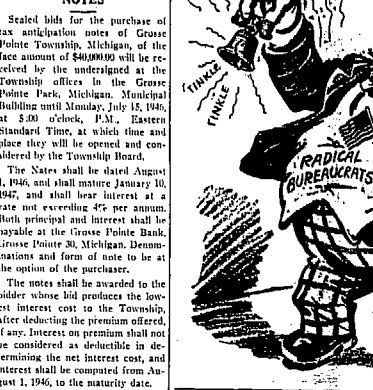 NOTES
Sealed bids for the purchase of
tax anticipation notes of Grosse
Pointe Township, Michigan, of the
face amount of $40,000.00 will be re-
ceived by the undersigned at the
Township offices in the Grosse
Pointe Park, Michigan, Municipal
Building until Monday, July 15, 1946,
at 5:00 o'clock, P.M., Eastern
Standard Time, at which time and
place they will be opened and con-
sidered by the Township Board.
The Notes shall be dated August
1, 1946, and shall mature January 10,
1947, and shall bear interest at a
rate not exceeding 4% per annum.
Both principal and interest shall be
payable at the Grosse Pointe Bank,
Grosse Pointe 30, Michigan. Denom-
inations and form of note to be at
the option of the purchaser.
The notes shall be awarded to the
bidder whose bid produces the low-
est interest cost to the Township,
after deducting the premium offered,
if any. Interest on premium shall not
be considered as deductible in de-
termining the net interest cost, and
interest shall be computed from Au-
gust 1, 1946, to the maturity date.
TINKLE
TINKLE
RADICAL
BUREAUCRATS